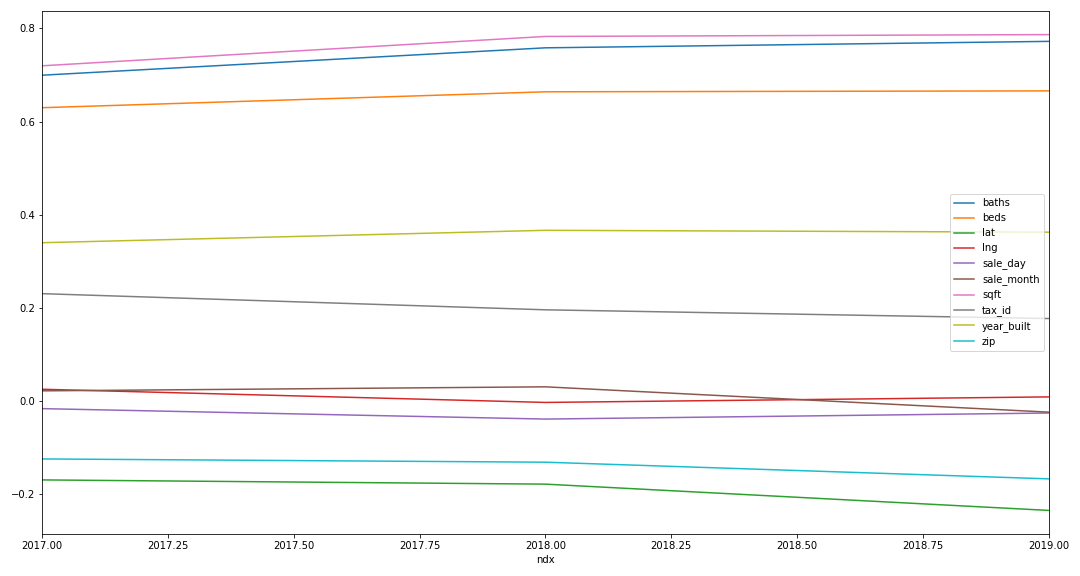 0.8
0.6
0.4
0.2
0.0
−0.2
baths
beds
lat
lng
sale_day
sale_month
sqft
tax_id
year_built
zip
2017.00 2017.25 2017.50 2017.75 2018.00 2018.25 2018.50 2018.75 2019.00
ndx